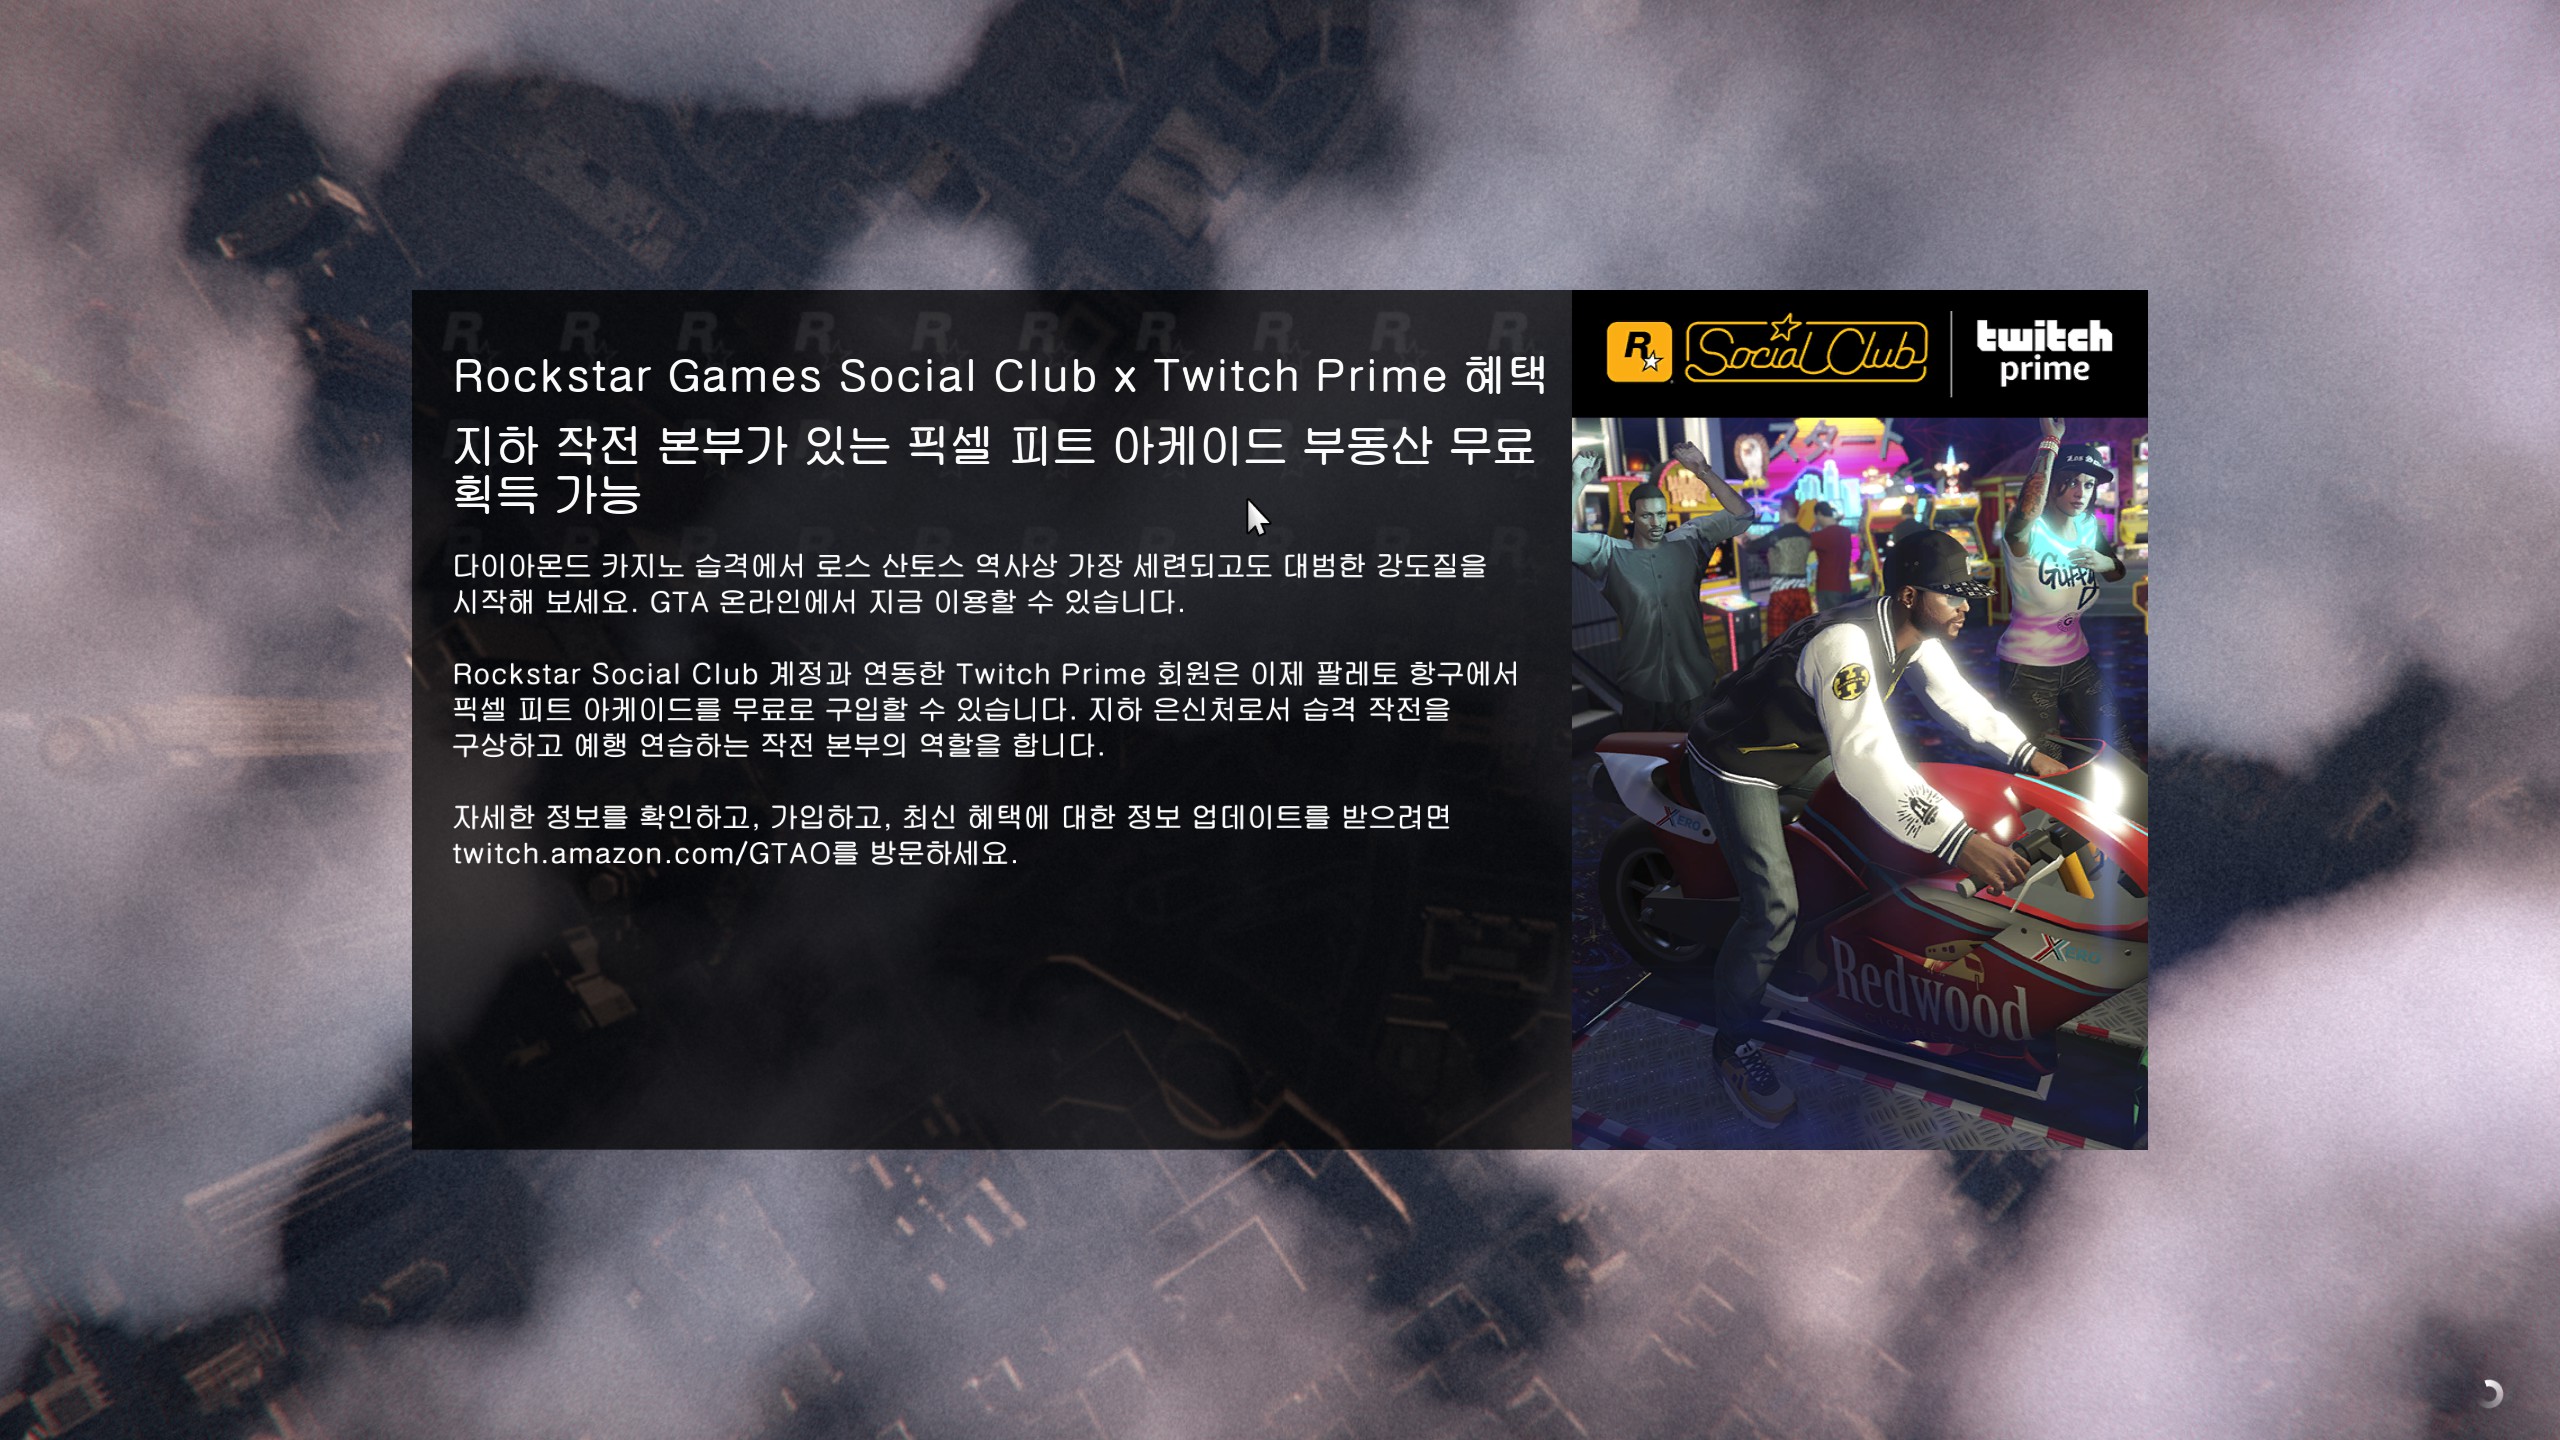 Rockstar Games Social Club x Twitch Prime 혜택
지하 작전 본부가 있는 픽셀 피트 아케이드 부동산 무료
획득 가능
다이아몬드 카지노 습격에서 로스 산토스 역사상 가장 세련되고도 대범한 강도질을
시작해 보세요. GTA 온라인에서 지금 이용할 수 있습니다.
Rockstar Social Club 계정과 연동한 Twitch Prime 회원은 이제 팔레토 항구에서
픽셀 피트 아케이드를 무료로 구입할 수 있습니다. 지하 은신처로서 습격 작전을
구상하고 예행 연습하는 작전 본부의 역할을 합니다.
자세한 정보를 확인하고, 가입하고, 최신 혜택에 대한 정보 업데이트를 받으려면
twitch.amazon.com/GTAO를 방문하세요.
R Social Club
twitch
prime
スタート
Güffy
XERO
XERO
Redwood